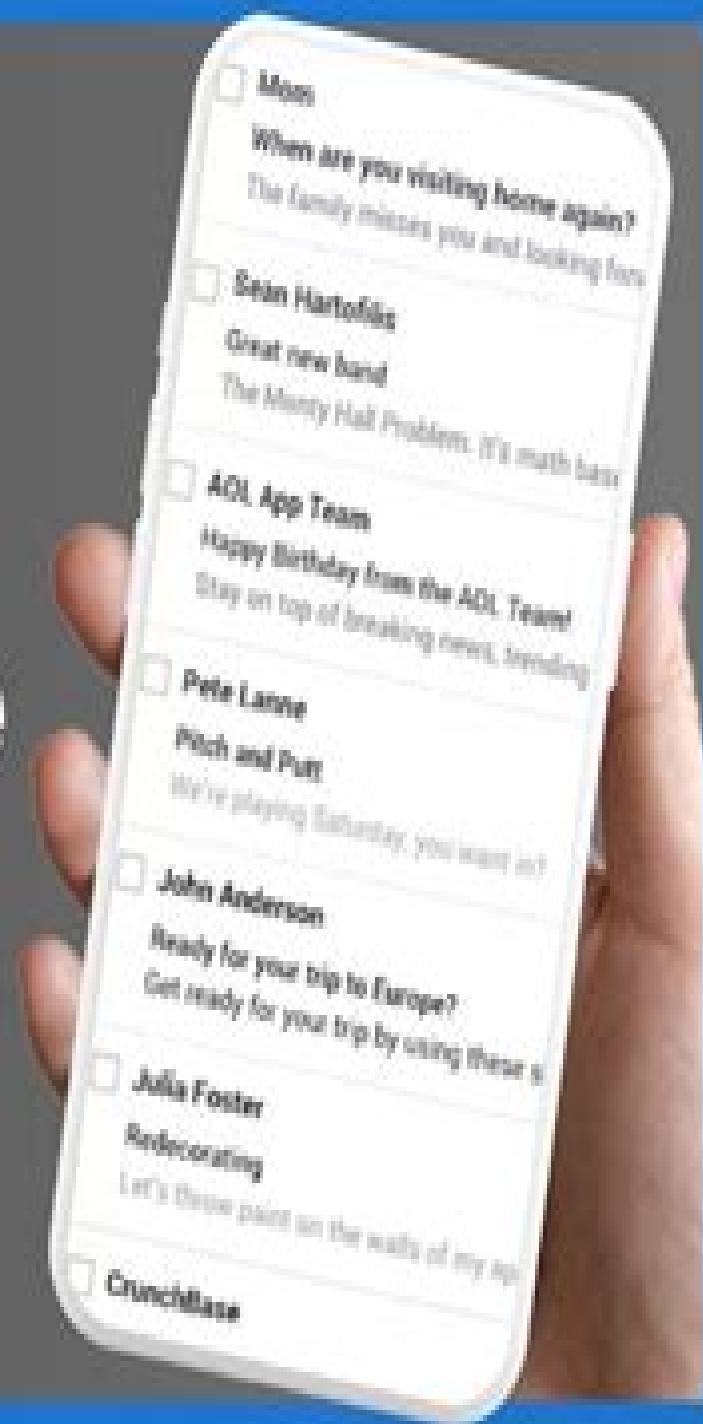 Mom
When are you visiting home again?
The family misses you and looking forw
Sean Hartofilis
Great new band
The Monty Hall Problem. It's math base
AOL App Team
Happy Birthday from the AOL Team!
Stay on top of breaking news, trending
Pete Lanne
Pitch and Putt
We're playing Saturday, you want in?
John Anderson
Ready for your trip to Europe?
Get ready for your trip by using these s
Julia Foster
Redecorating
Let's throw paint on the walls of my ap
CrunchBase